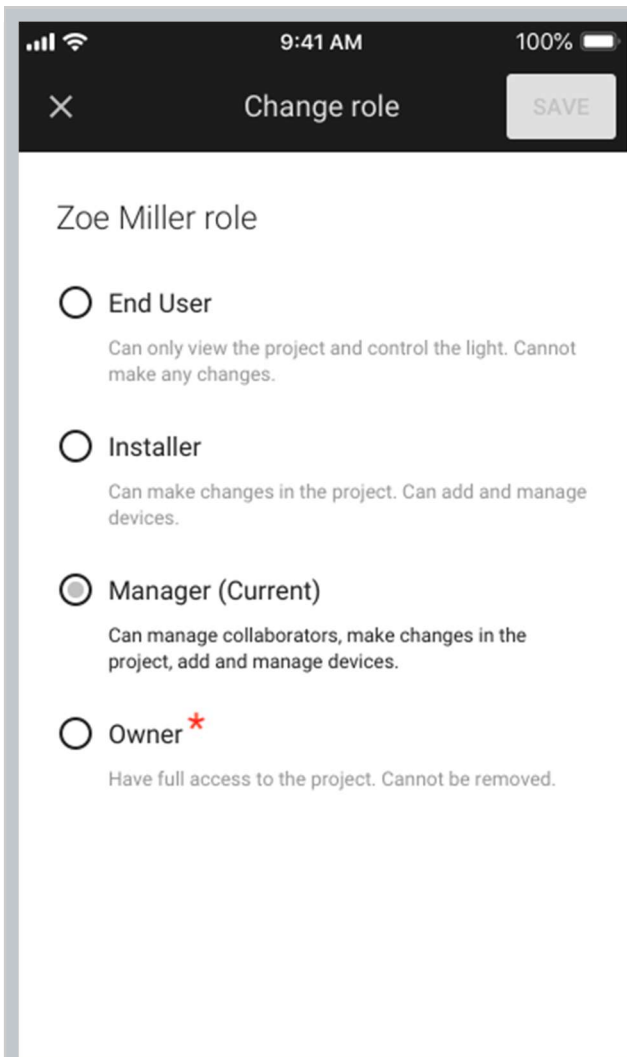 9:41 AM 100%
Change role SAVE
Zoe Miller role
End User
Can only view the project and control the light. Cannot
make any changes.
Installer
Can make changes in the project. Can add and manage
devices.
Manager (Current)
Can manage collaborators, make changes in the
project, add and manage devices.
Owner *
Have full access to the project. Cannot be removed.